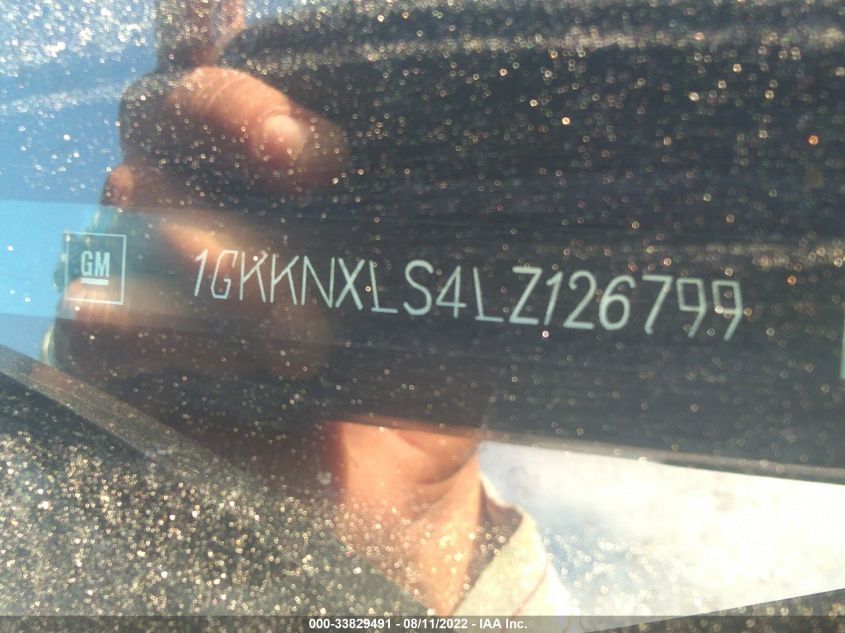 GM 1GKKNXLS4LZ126799
000-33829491 - 08/11/2022 - IAA Inc.